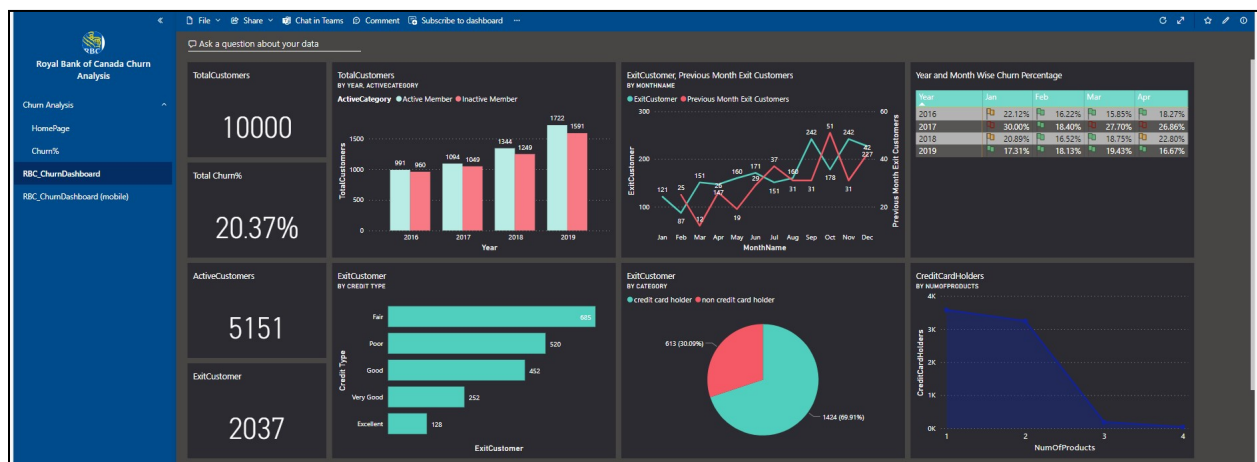 File Share Chat in Teams Comment Subscribe to dashboard ...
RBC
Royal Bank of Canada Churn
Analysis
Churn Analysis
HomePage
Churn%
RBC_ChurnDashboard
RBC_ChurnDashboard (mobile)
Ask a question about your data
TotalCustomers
10000
Total Churn%
20.37%
ActiveCustomers
5151
ExitCustomer
2037
TotalCustomers
BY YEAR, ACTIVECATEGORY
ActiveCategory Active Member Inactive Member
TotalCustomers
1500
1000
500
0
991 960 1094 1049 1344 1249 1722 1591
2016 2017 2018 2019
Year
ExitCustomer, Previous Month Exit Customers
BY MONTHNAME
ExitCustomer Previous Month Exit Customers
ExitCustomer
300
200
100
121 87 151 147 160 171 151 160 242 178 242 227
25 12 26 19 29 37 31 31 51 31 42
60
40
20
Previous Month Exit Customers
Jan Feb Mar Apr May Jun Jul Aug Sep Oct Nov Dec
MonthName
Year and Month Wise Churn Percentage
Year Jan Feb Mar Apr
2016 22.12% 16.22% 15.85% 18.27%
2017 30.00% 18.40% 27.70% 26.86%
2018 20.89% 16.52% 18.75% 22.80%
2019 17.31% 18.13% 19.43% 16.67%
ExitCustomer
BY CREDIT TYPE
Credit Type
Fair 685
Poor 520
Good 452
Very Good 252
Excellent 128
ExitCustomer
ExitCustomer
BY CATEGORY
credit card holder non credit card holder
613 (30.09%)
1424 (69.91%)
CreditCardHolders
BY NUMOFPRODUCTS
CreditCardHolders
4K
3K
2K
1K
0K
1 2 3 4
NumOfProducts